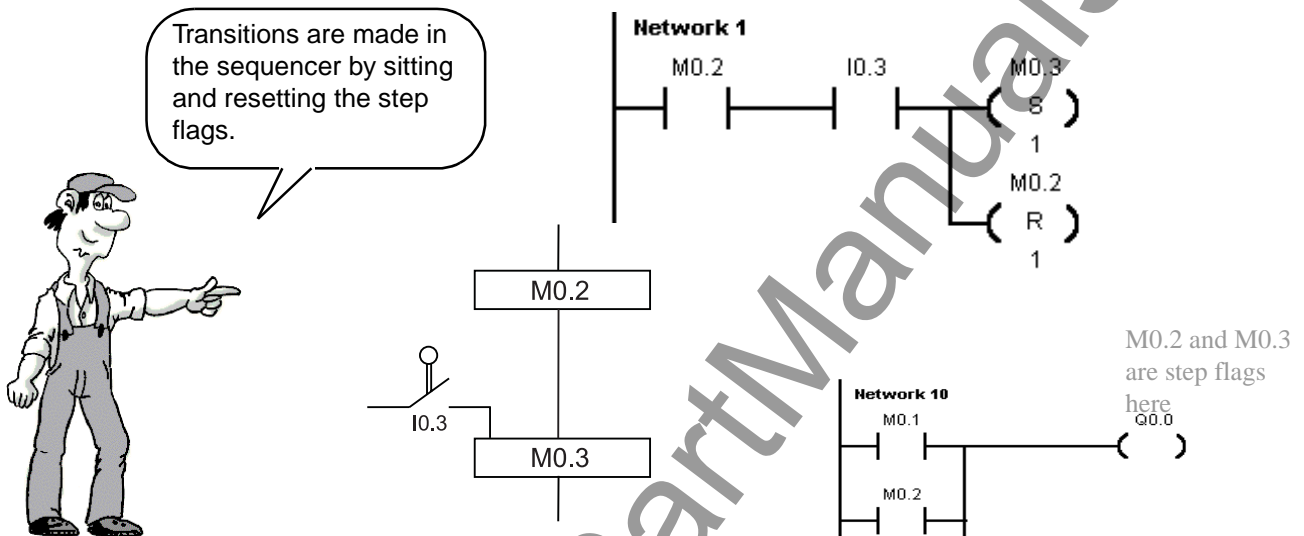 Transitions are made in
the sequencer by sitting
and resetting the step
flags.
Network 1
M0.2 I0.3 M0.3
S
1
M0.2
R
1
M0.2
I0.3
M0.3
M0.2 and M0.3
are step flags
here
Network 10
M0.1 Q0.0
M0.2
artManuals